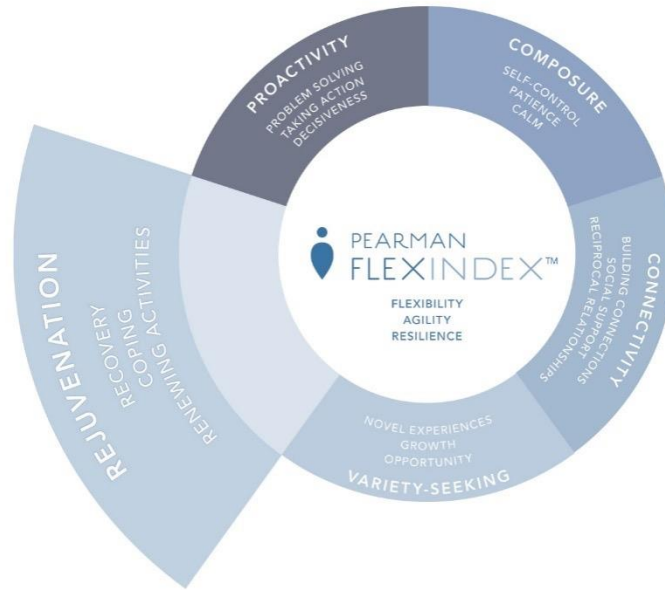 PROACTIVITY
PROBLEM SOLVING
TAKING ACTION
DECISIVENESS
COMPOSURE
SELF-CONTROL
PATIENCE
CALM
CONNECTIVITY
BUILDING CONNECTIONS
SOCIAL SUPPORT
RECIPROCAL RELATIONSHIPS
NOVEL EXPERIENCES
GROWTH
OPPORTUNITY
VARIETY-SEEKING
REJUVENATION
RECOVERY
COPING
RENEWING ACTIVITIES
PEARMAN
FLEXINDEX™
FLEXIBILITY
AGILITY
RESILIENCE